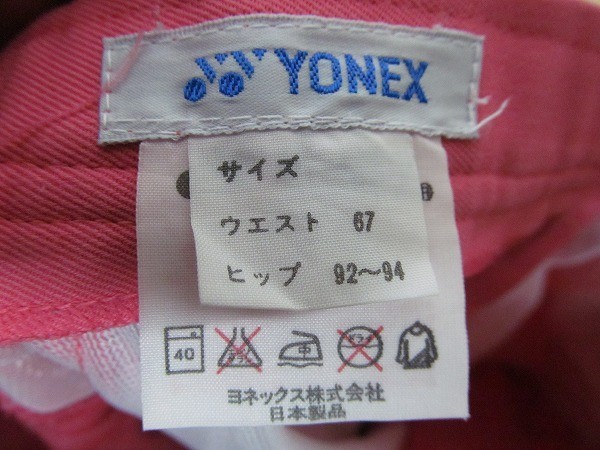 YONEX
サイズ
ウエスト 67
ヒップ 92〜94
40
中
ヨネックス株式会社
日本製品